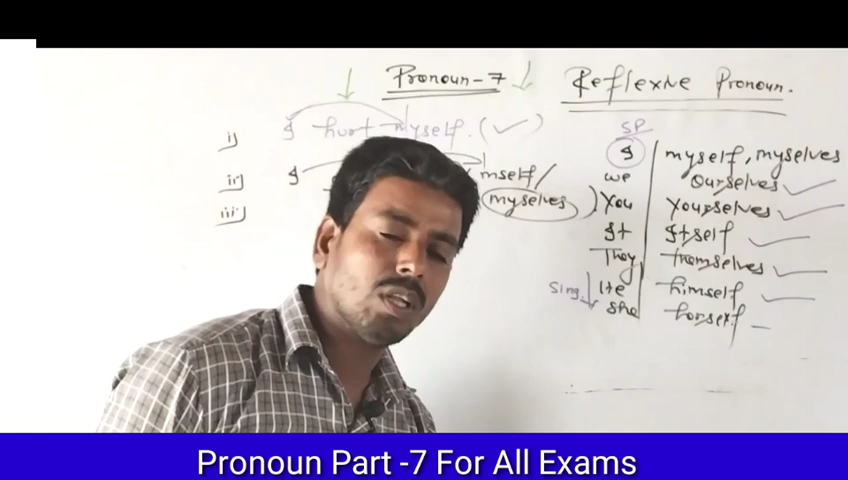 Pronoun-7
Reflexive Pronoun.
i) I hurt myself. (✓)
ii) I mself/
iii) myselves )
SP
I myself, myselves
we Ourselves
You Yourselves
It Itself
They themselves
Sing. He himself
she herself
Pronoun Part -7 For All Exams